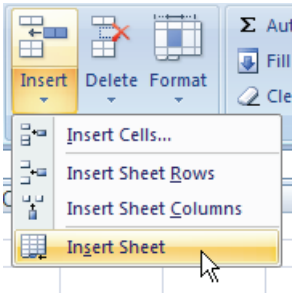 Σ Aut
Insert Delete Format
Fill
Cle
Insert Cells...
Insert Sheet Rows
Insert Sheet Columns
Insert Sheet